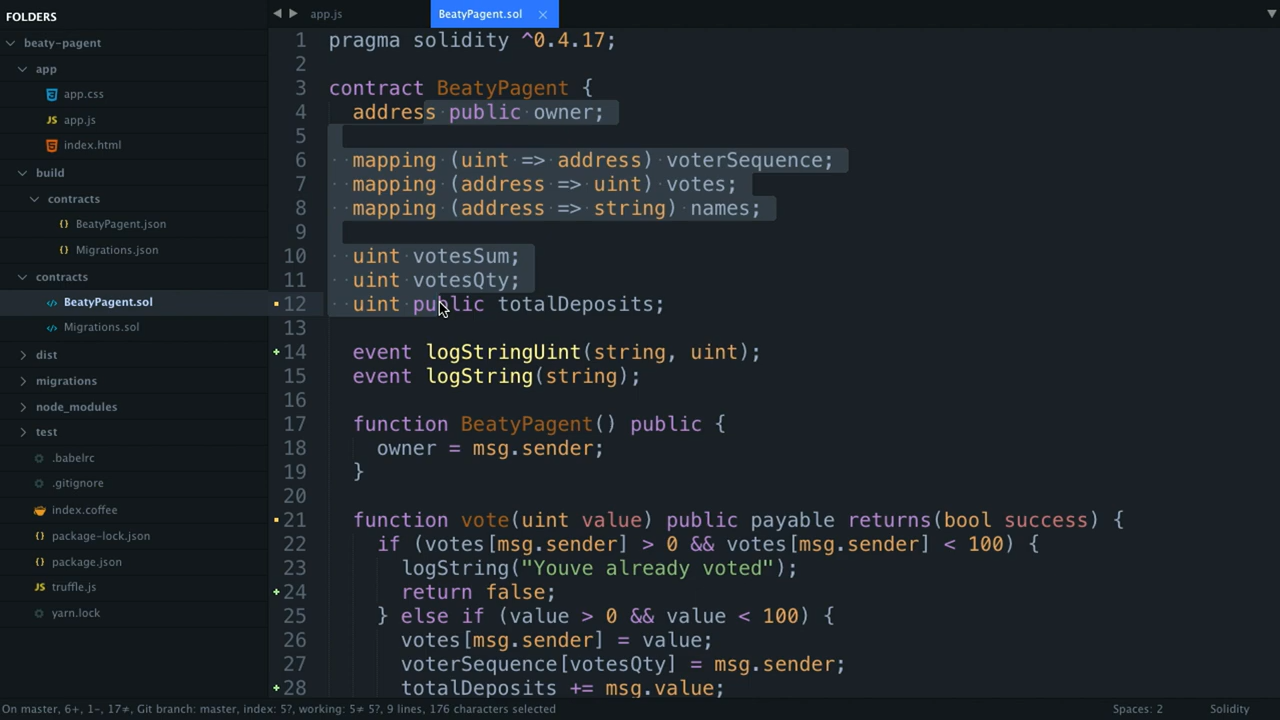 FOLDERS
beaty-pagent
app
app.css
JS app.js
index.html
build
contracts
{} BeatyPagent.json
{} Migrations.json
contracts
BeatyPagent.sol
Migrations.sol
dist
migrations
node_modules
test
.babelrc
.gitignore
index.coffee
{} package-lock.json
{} package.json
JS truffle.js
yarn.lock
app.js
BeatyPagent.sol ×
1 pragma solidity ^0.4.17;
2
3 contract BeatyPagent {
4 address public owner;
5
6 mapping (uint => address) voterSequence;
7 mapping (address => uint) votes;
8 mapping (address => string) names;
9
10 uint votesSum;
11 uint votesQty;
12 uint public totalDeposits;
13
14 event logStringUint(string, uint);
15 event logString(string);
16
17 function BeatyPagent() public {
18 owner = msg.sender;
19 }
20
21 function vote(uint value) public payable returns(bool success) {
22 if (votes[msg.sender] > 0 && votes[msg.sender] < 100) {
23 logString("Youve already voted");
24 return false;
25 } else if (value > 0 && value < 100) {
26 votes[msg.sender] = value;
27 voterSequence[votesQty] = msg.sender;
28 totalDeposits += msg.value;
On master, 6+, 1-, 17≠, Git branch: master, index: 5?, working: 5≠ 5?, 9 lines, 176 characters selected
Spaces: 2
Solidity